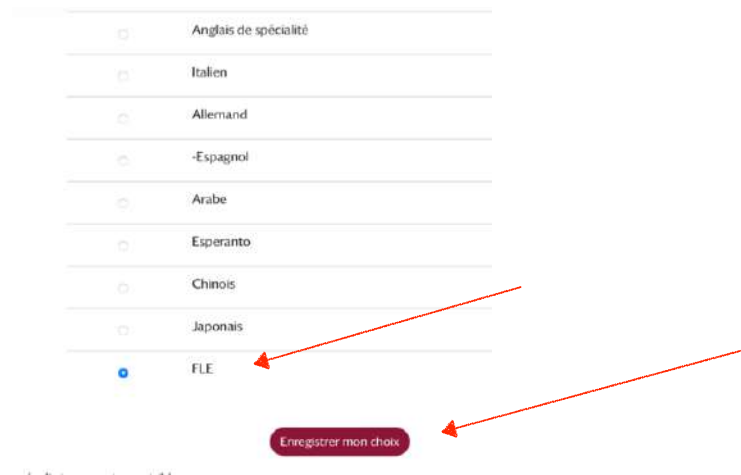 Anglais de spécialité
Italien
Allemand
-Espagnol
Arabe
Esperanto
Chinois
Japonais
FLE
Enregistrer mon choix